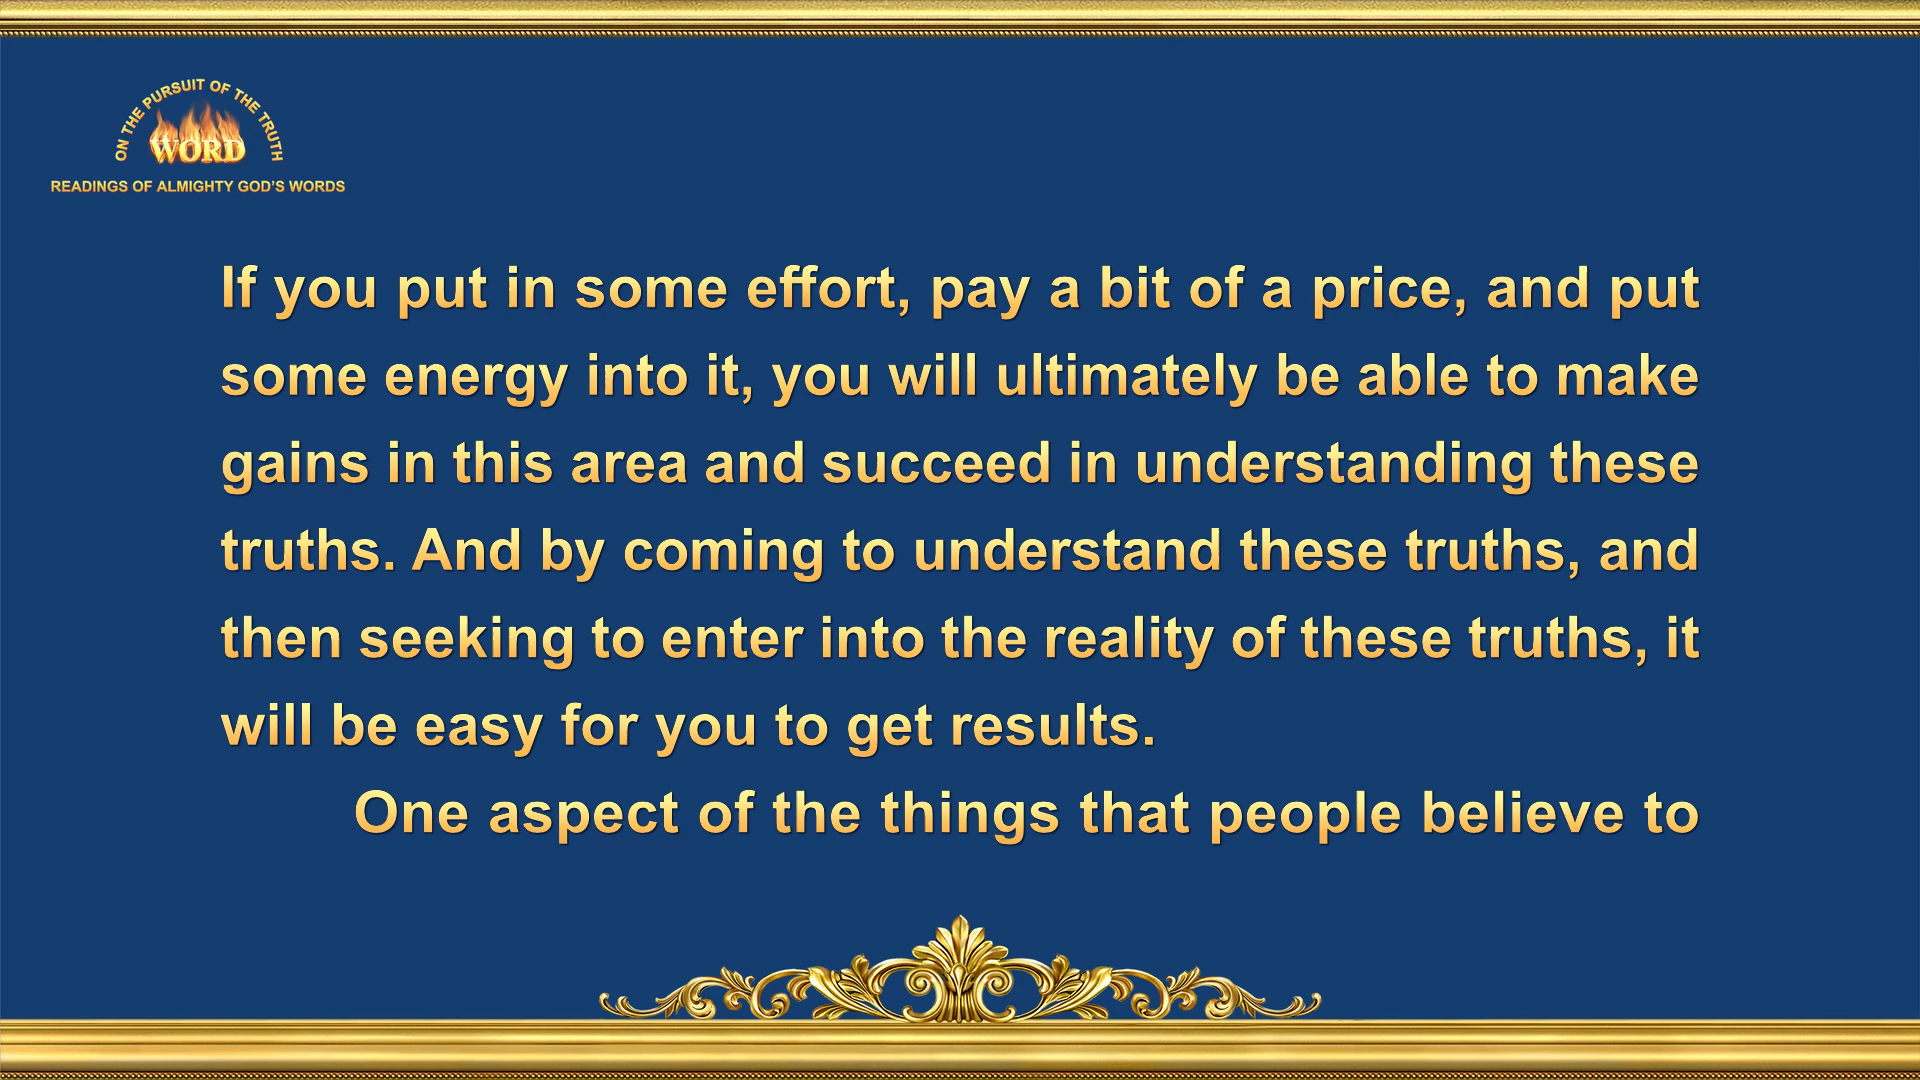 ON THE PURSUIT OF THE TRUTH
WORD
READINGS OF ALMIGHTY GOD'S WORDS
If you put in some effort, pay a bit of a price, and put
some energy into it, you will ultimately be able to make
gains in this area and succeed in understanding these
truths. And by coming to understand these truths, and
then seeking to enter into the reality of these truths, it
will be easy for you to get results.
One aspect of the things that people believe to